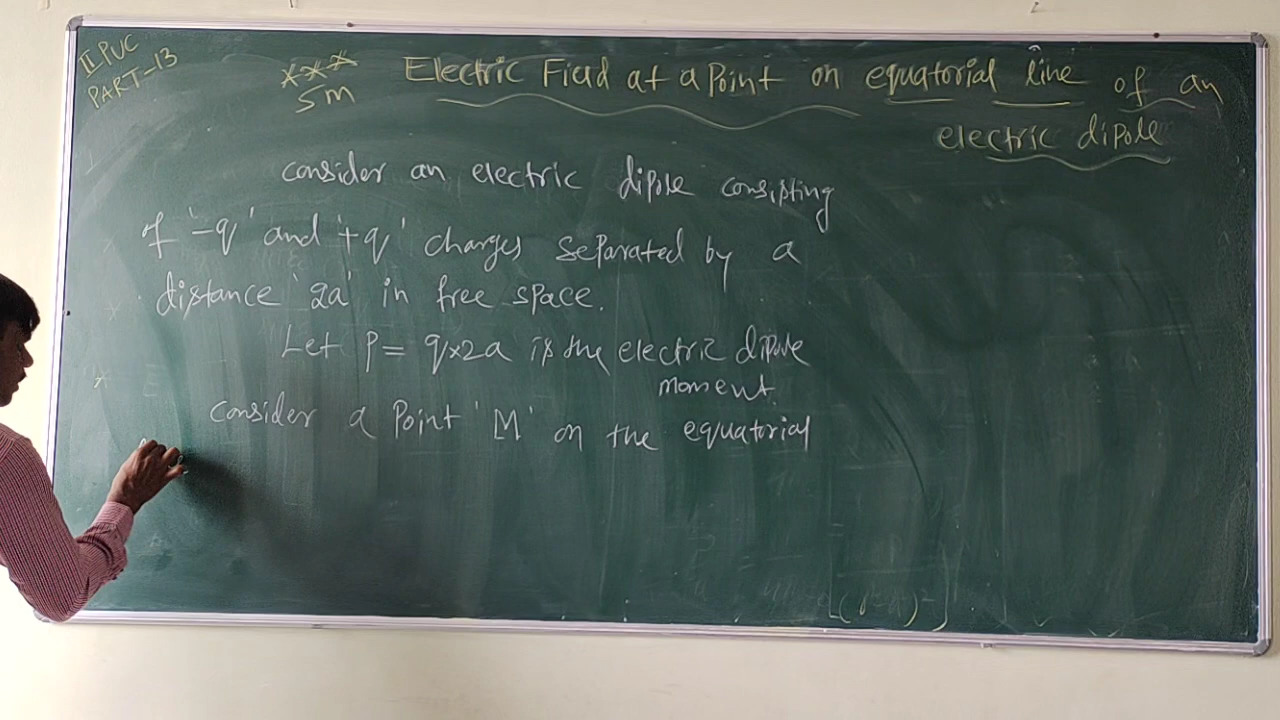 II PUC
PART-13
*** 
5m
Electric Field at a Point on equatorial line of an
electric dipole
consider an electric dipole consisting
of '-q' and '+q' charges separated by a
distance '2a' in free space.
Let P = q×2a is the electric dipole
moment.
consider a Point 'M' on the equatorial